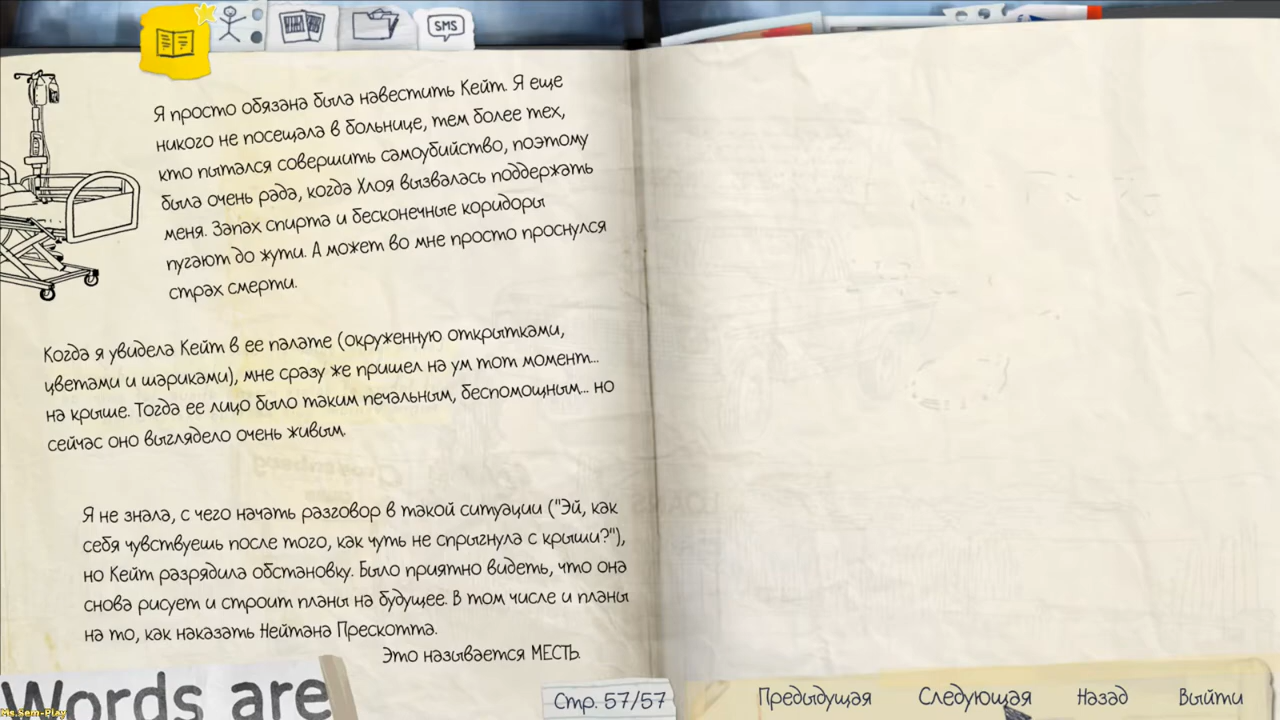 SMS
Я просто обязана была навестить Кейт. Я еще
никого не посещала в больнице, тем более тех,
кто пытался совершить самоубийство, поэтому
была очень рада, когда Хлоя вызвалась поддержать
меня. Запах спирта и бесконечные коридоры
пугают до жути. А может во мне просто проснулся
страх смерти.
Когда я увидела Кейт в ее палате (окруженную открытками,
цветами и шариками), мне сразу же пришел на ум тот момент...
на крыше. Тогда ее лицо было таким печальным, беспомощным... но
сейчас оно выглядело очень живым.
Я не знала, с чего начать разговор в такой ситуации ("Эй, как
себя чувствуешь после того, как чуть не спрыгнула с крыши?"),
но Кейт разрядила обстановку. Было приятно видеть, что она
снова рисует и строит планы на будущее. В том числе и планы
на то, как наказать Нейтана Прескотта.
Это называется МЕСТЬ.
Words are
Ms.Sem-Play
Стр. 57/57
Предыдущая Следующая Назад Выйти